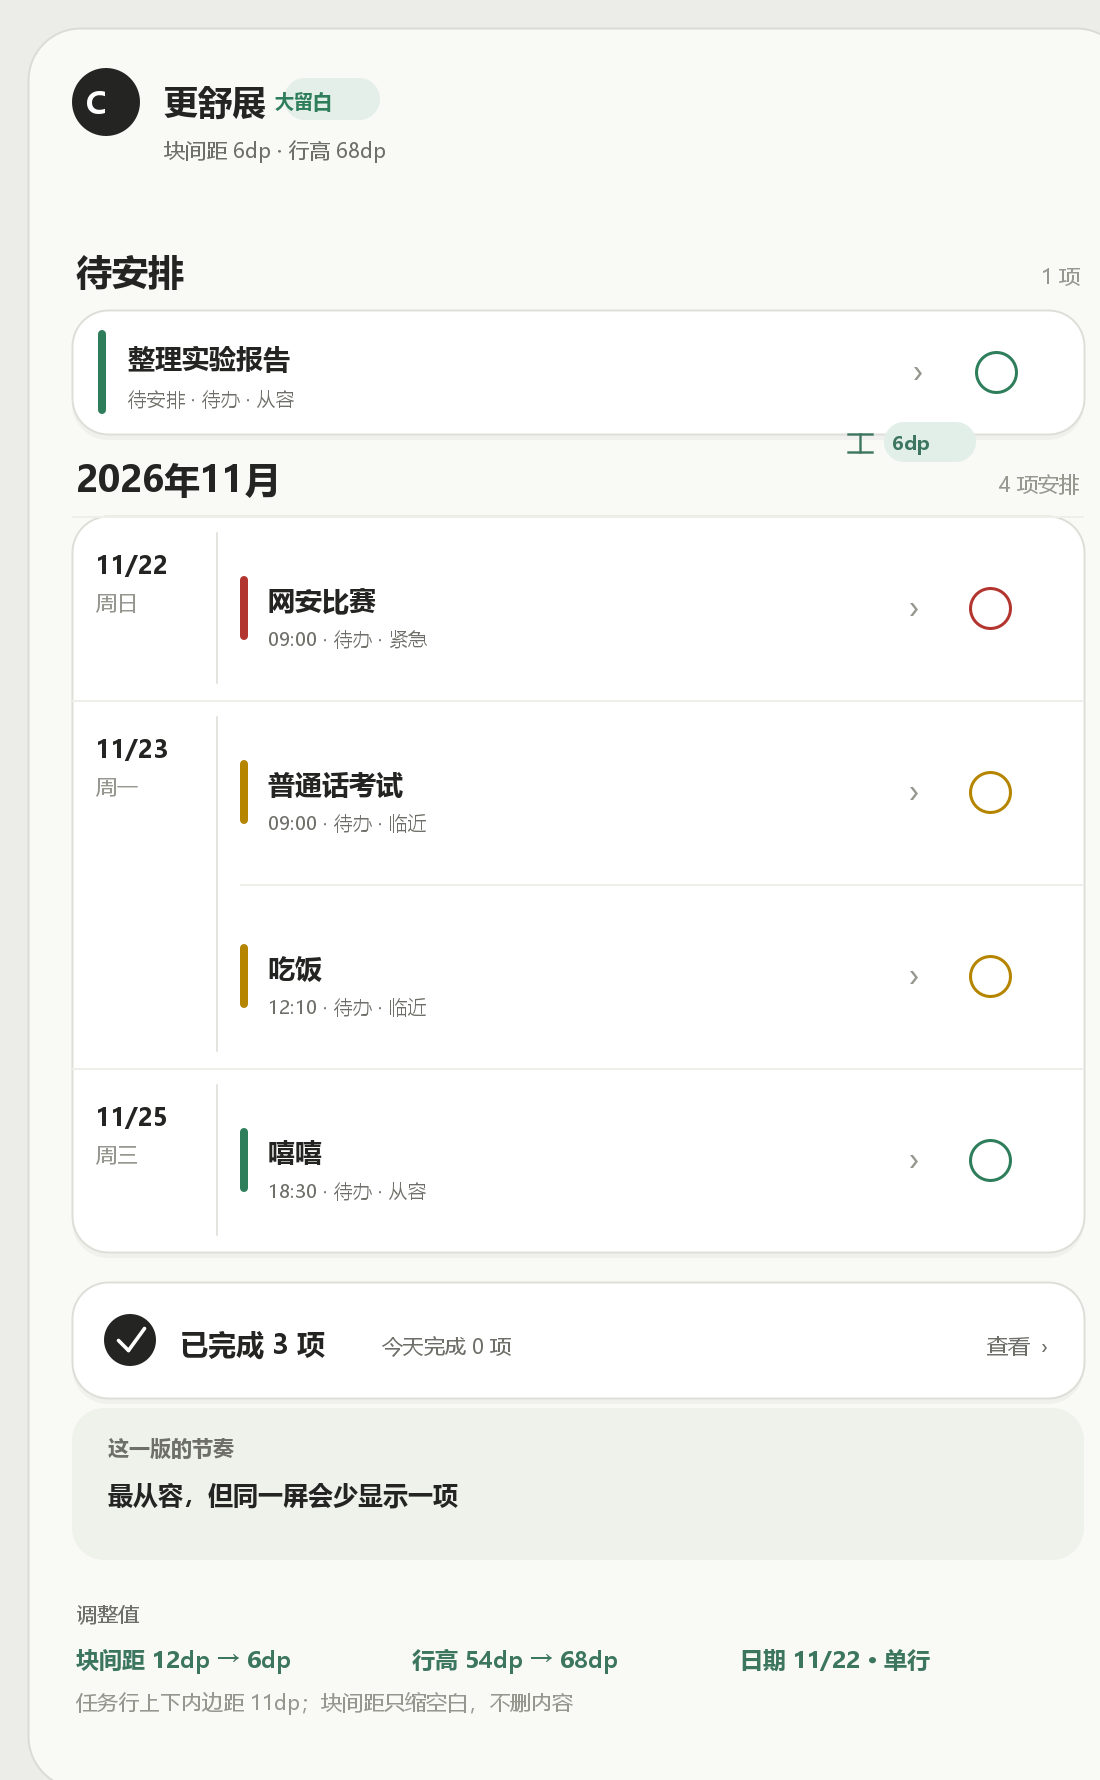 C
更舒展 大留白
块间距 6dp · 行高 68dp
待安排 1 项
整理实验报告 ›
待安排 · 待办 · 从容
6dp
2026年11月 4 项安排
11/22
周日
网安比赛 ›
09:00 · 待办 · 紧急
11/23
周一
普通话考试 ›
09:00 · 待办 · 临近
吃饭 ›
12:10 · 待办 · 临近
11/25
周三
嘻嘻 ›
18:30 · 待办 · 从容
已完成 3 项 今天完成 0 项 查看 ›
这一版的节奏
最从容，但同一屏会少显示一项
调整值
块间距 12dp → 6dp 行高 54dp → 68dp 日期 11/22 • 单行
任务行上下内边距 11dp；块间距只缩空白，不删内容